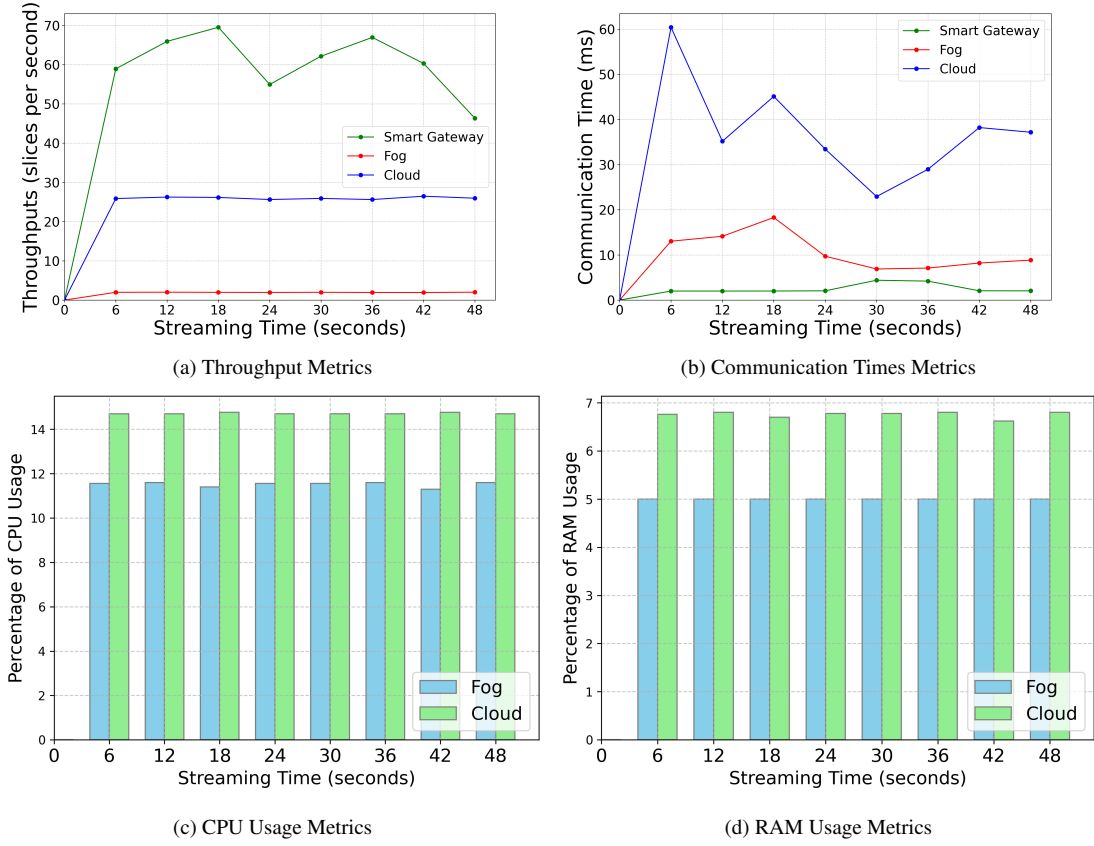 Throughputs (slices per second)
70
60
50
40
30
20
10
0
0 6 12 18 24 30 36 42 48
Streaming Time (seconds)
Smart Gateway
Fog
Cloud
(a) Throughput Metrics
Communication Time (ms)
60
50
40
30
20
10
0
0 6 12 18 24 30 36 42 48
Streaming Time (seconds)
Smart Gateway
Fog
Cloud
(b) Communication Times Metrics
Percentage of CPU Usage
14
12
10
8
6
4
2
0
0 6 12 18 24 30 36 42 48
Streaming Time (seconds)
Fog
Cloud
(c) CPU Usage Metrics
Percentage of RAM Usage
7
6
5
4
3
2
1
0
0 6 12 18 24 30 36 42 48
Streaming Time (seconds)
Fog
Cloud
(d) RAM Usage Metrics